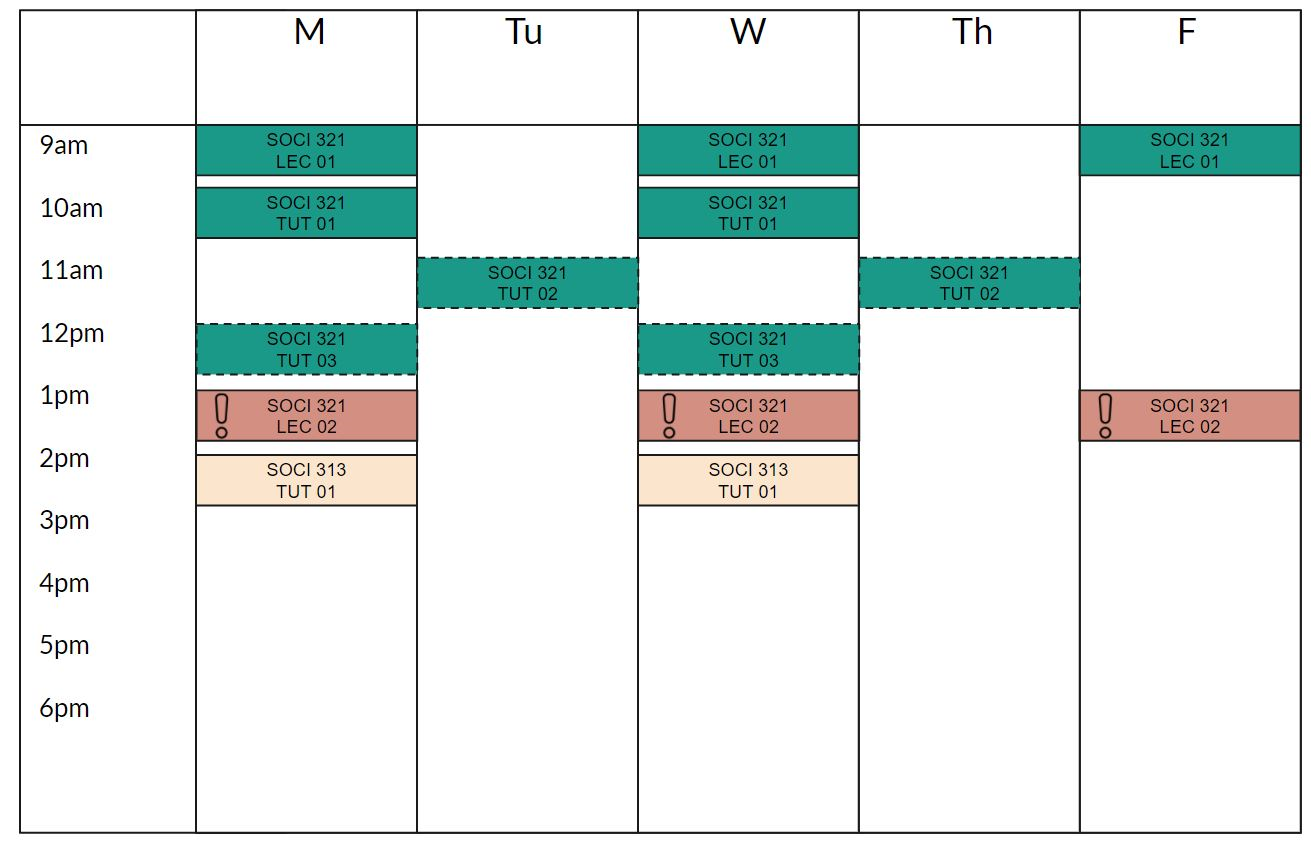 M Tu W Th F
9am
SOCI 321
LEC 01
SOCI 321
LEC 01
SOCI 321
LEC 01
10am
SOCI 321
TUT 01
SOCI 321
TUT 01
11am
SOCI 321
TUT 02
SOCI 321
TUT 02
12pm
SOCI 321
TUT 03
SOCI 321
TUT 03
1pm
! SOCI 321
LEC 02
! SOCI 321
LEC 02
! SOCI 321
LEC 02
2pm
SOCI 313
TUT 01
SOCI 313
TUT 01
3pm
4pm
5pm
6pm